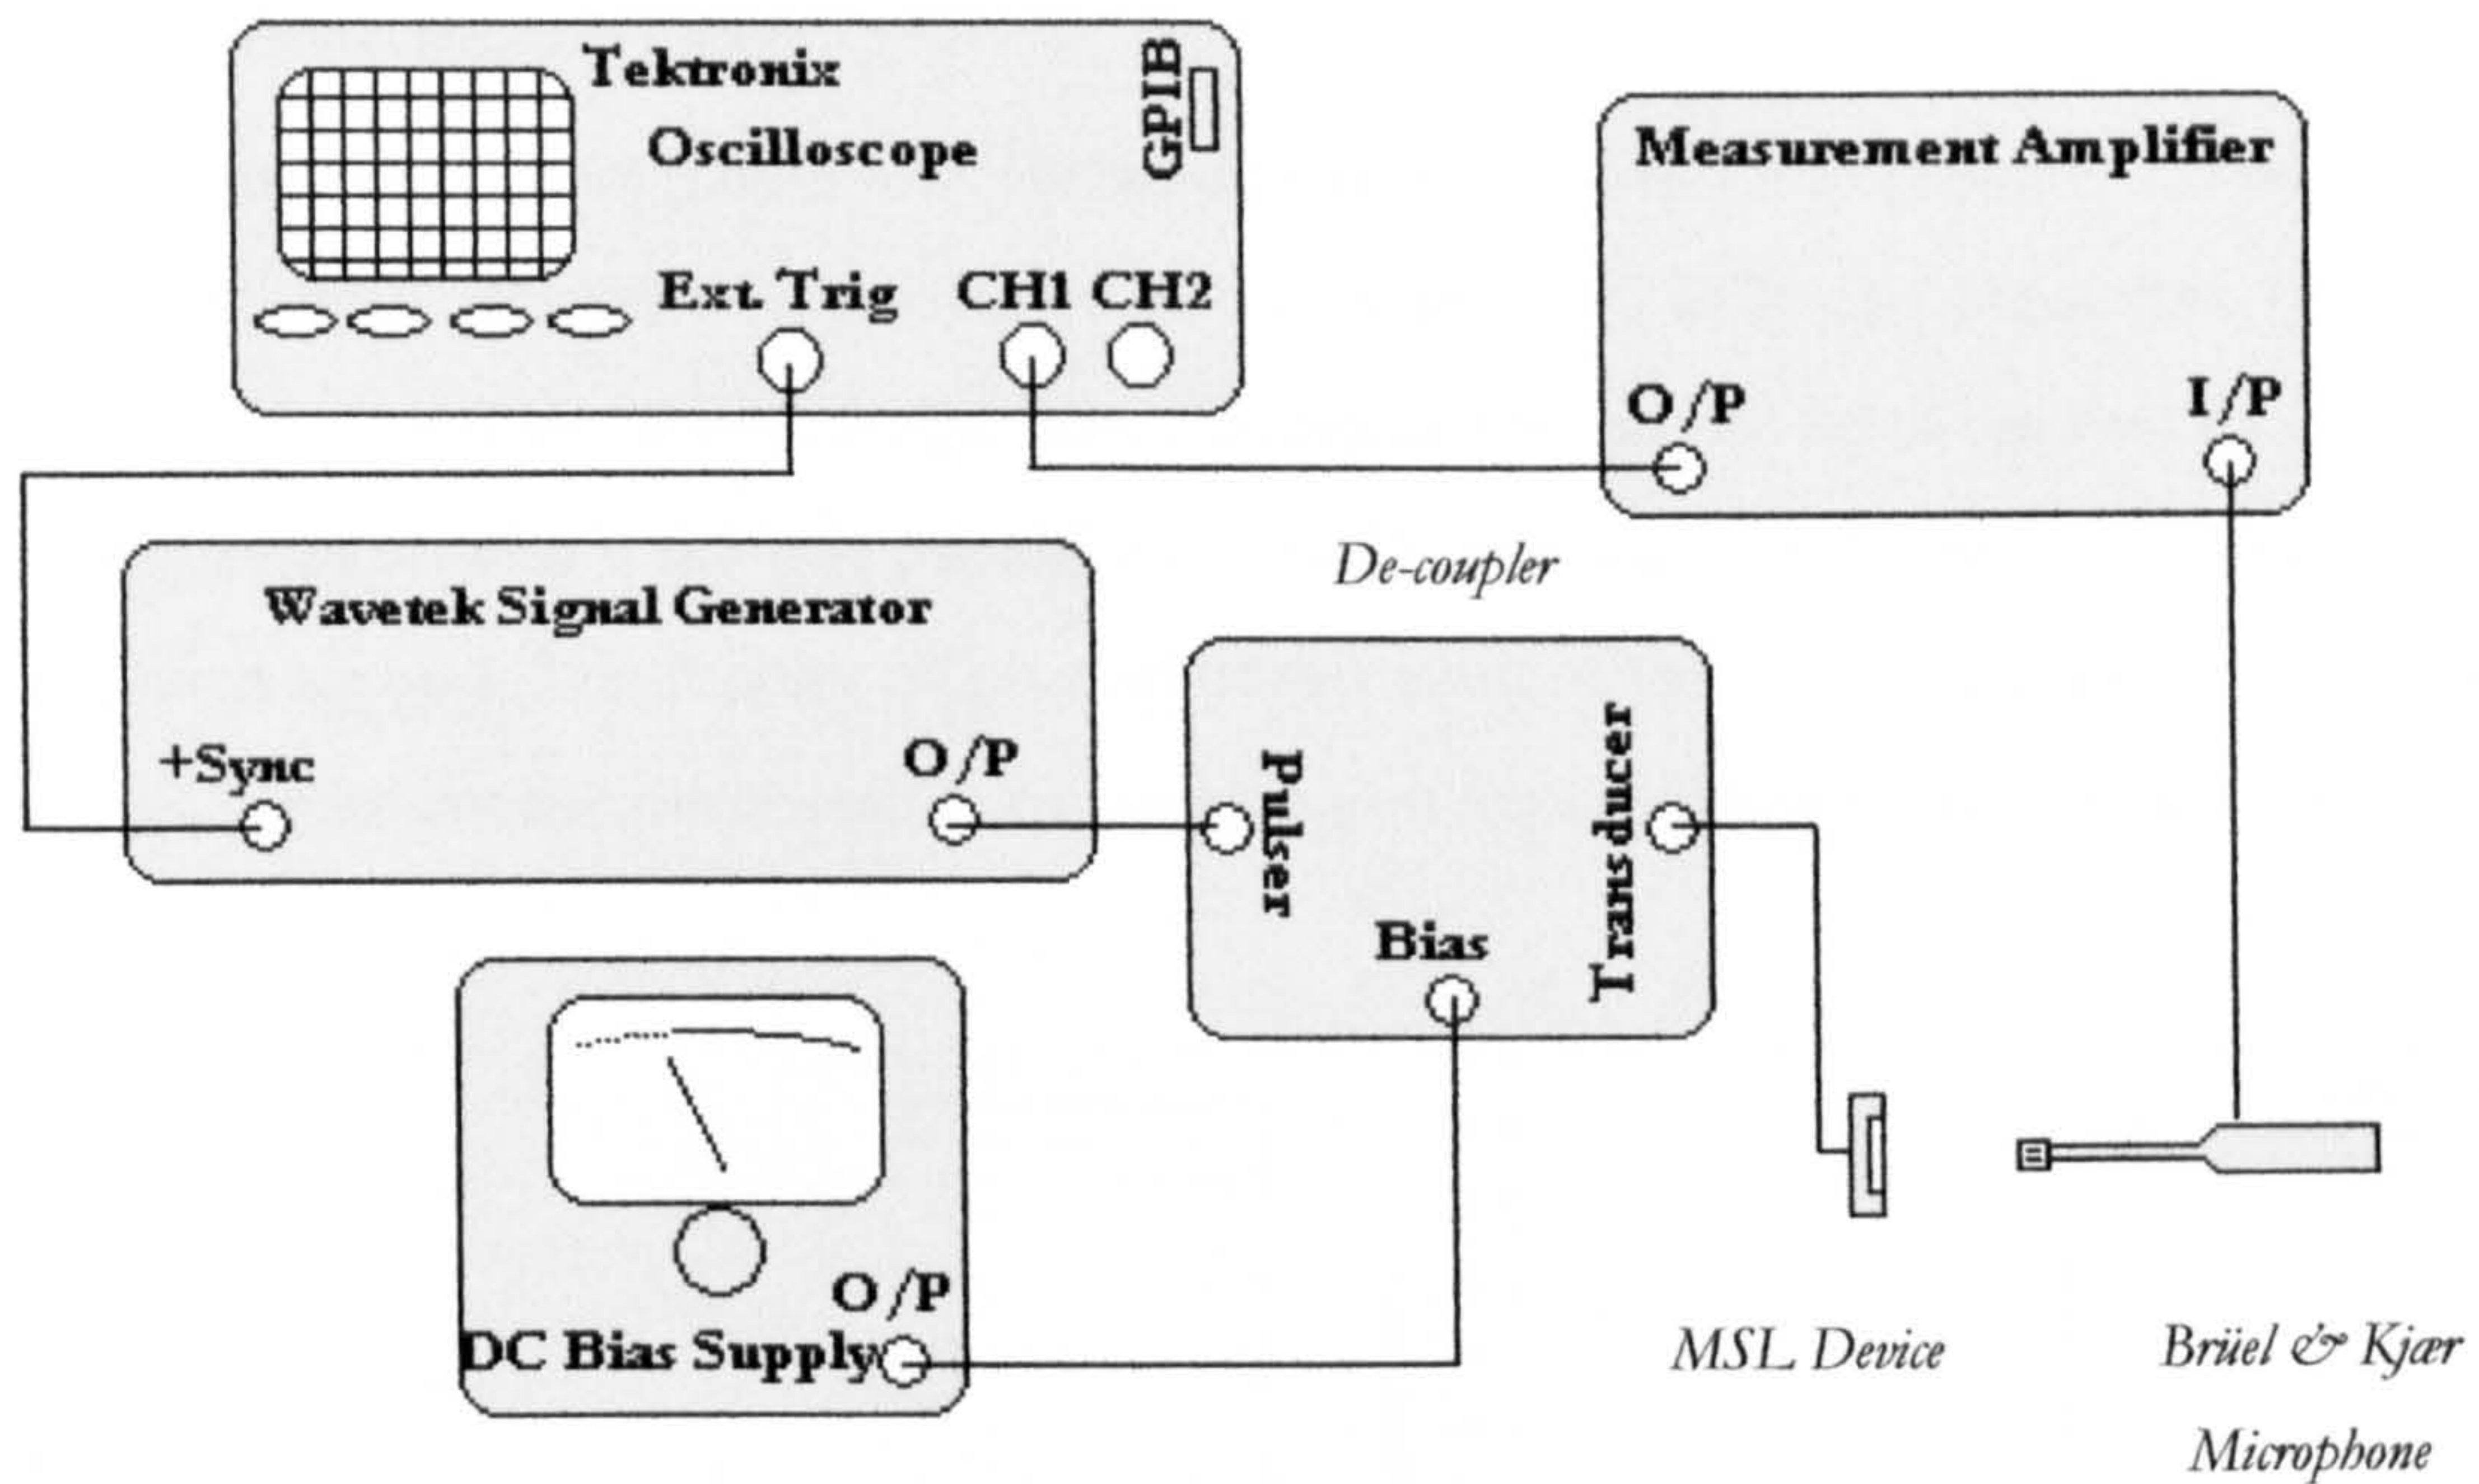 Tektronix
Oscilloscope
GPIB
Ext. Trig
CH1 CH2
Measurement Amplifier
O/P
I/P
De-coupler
Wavetek Signal Generator
+Sync
O/P
Pulser
Transducer
Bias
O/P
DC Bias Supply
MSL Device
Brüel & Kjær
Microphone